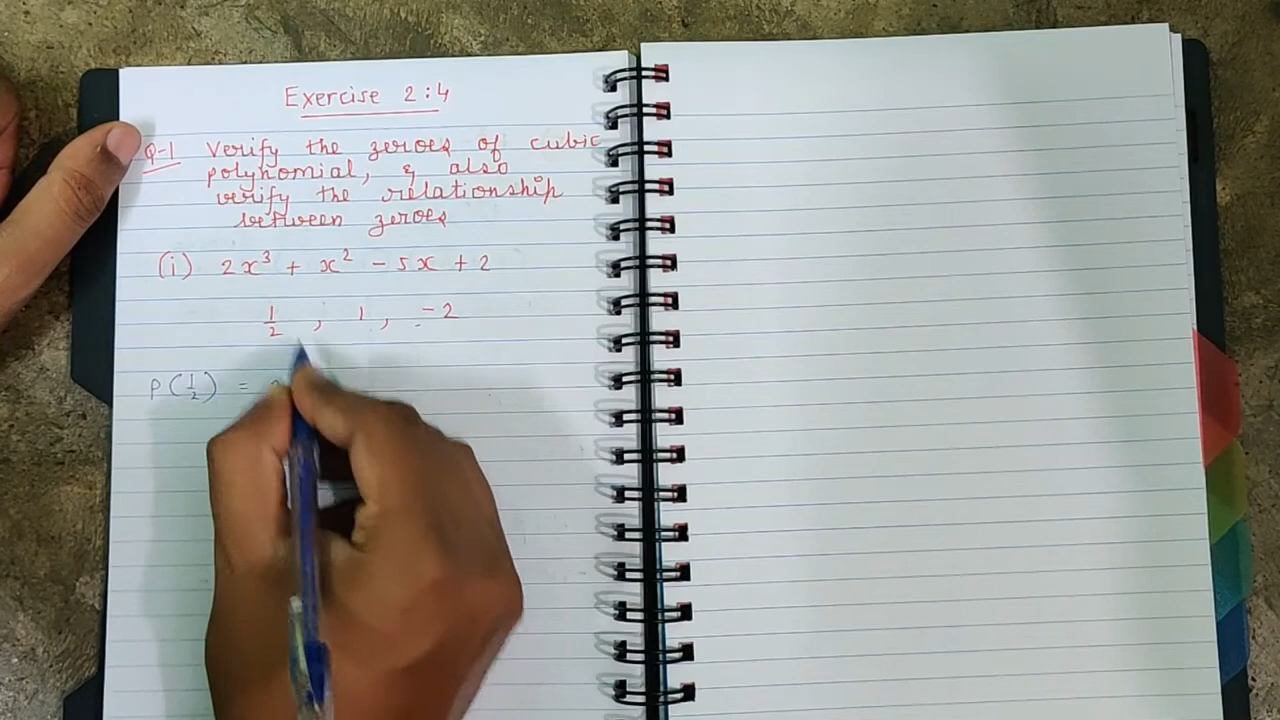 Exercise 2:4
Q-1 Verify the zeroes of cubic
polynomial, & also
verify the relationship
between zeroes
(i) 2x³ + x² - 5x + 2
1/2 , 1 , -2
P(1/2) =